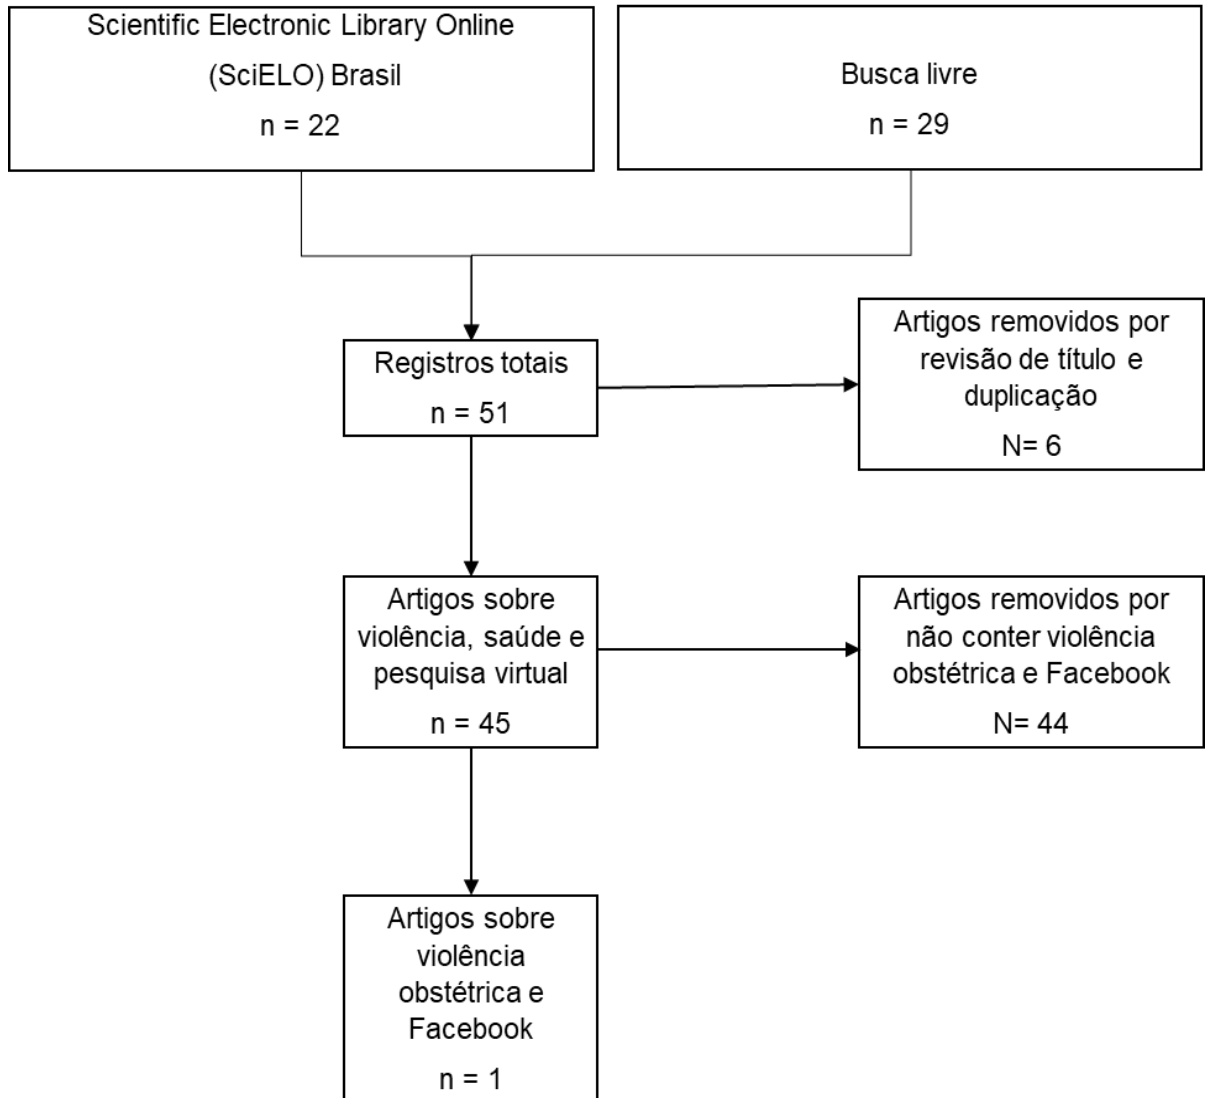 Scientific Electronic Library Online
(SciELO) Brasil
n = 22
Busca livre
n = 29
Registros totais
n = 51
Artigos removidos por
revisão de título e
duplicação
N= 6
Artigos sobre
violência, saúde e
pesquisa virtual
n = 45
Artigos removidos por
não conter violência
obstétrica e Facebook
N= 44
Artigos sobre
violência
obstétrica e
Facebook
n = 1